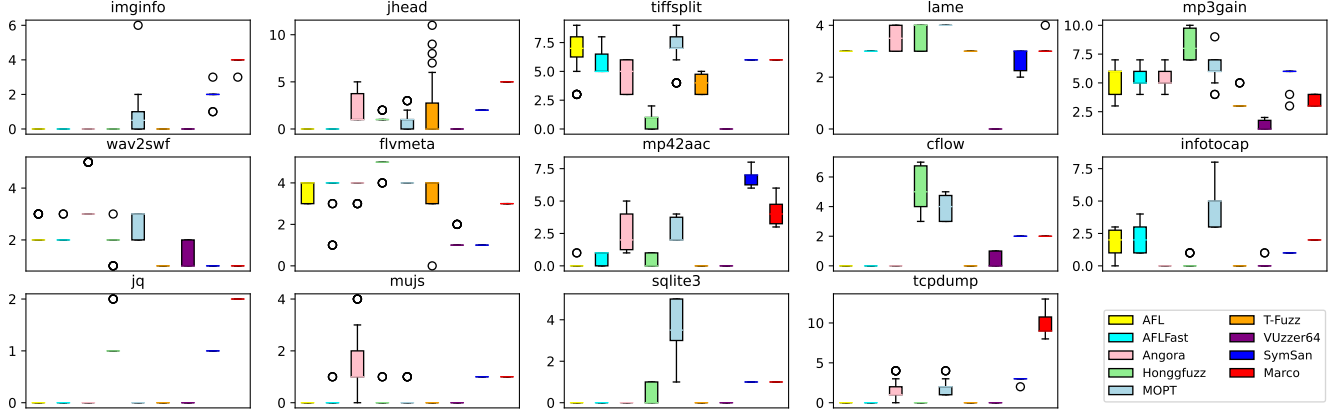 imginfo jhead tiffsplit lame mp3gain
6 4 2 0
10 5 0
7.5 5.0 2.5 0.0
4 2 0
10.0 7.5 5.0 2.5
wav2swf flvmeta mp42aac cflow infotocap
4 2
4 2 0
7.5 5.0 2.5 0.0
6 4 2 0
7.5 5.0 2.5 0.0
jq mujs sqlite3 tcpdump
2 1 0
4 2 0
4 2 0
10 5 0
AFL T-Fuzz
AFLFast VUzzer64
Angora SymSan
Honggfuzz Marco
MOPT